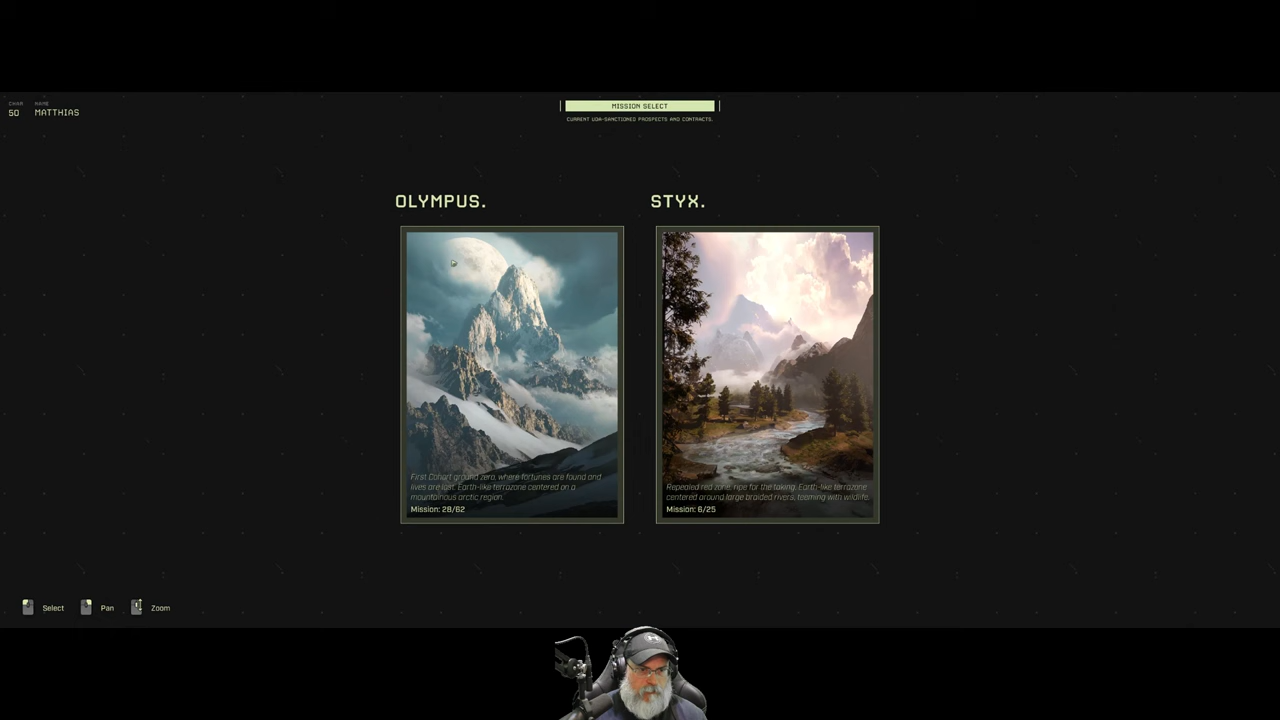 CHAR NAME
50 MATTHIAS
MISSION SELECT
CURRENT UDA-SANCTIONED PROSPECTS AND CONTRACTS.
OLYMPUS.
First Cohort ground zero, where fortunes are found and
lives are lost. Earth-like terrazone centered on a
mountainous arctic region.
Mission: 28/62
STYX.
Repealed red zone, ripe for the taking. Earth-like terrazone
centered around large braided rivers, teeming with wildlife.
Mission: 6/25
Select Pan Zoom